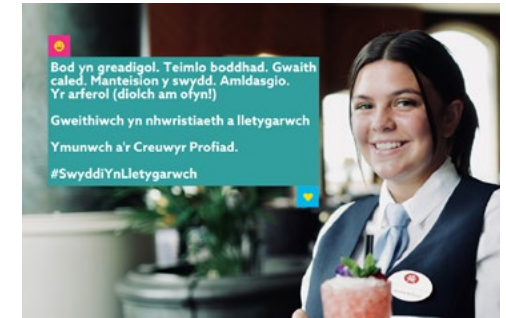 Bod yn greadigol. Teimlo boddhad. Gwaith
caled. Manteision y swydd. Amldasgio.
Yr arferol (diolch am ofyn!)
Gweithiwch yn nhwristiaeth a lletygarwch
Ymunwch a'r Creuwyr Profiad.
#SwyddiYnLletygarwch